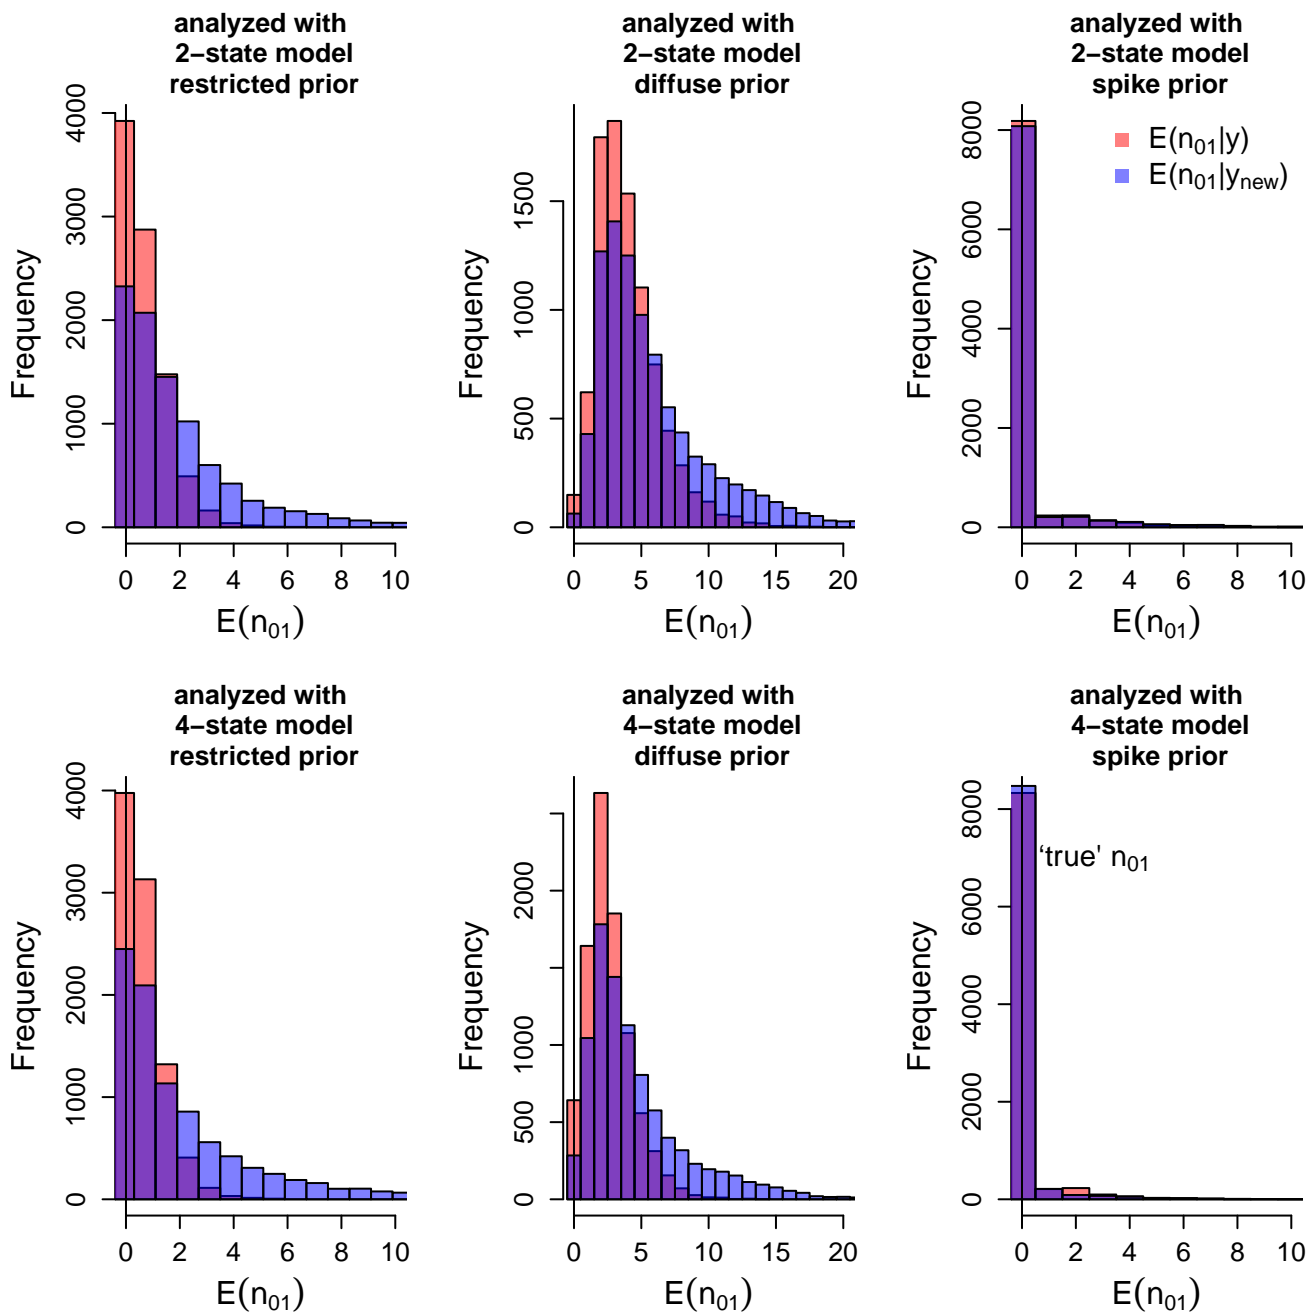 analyzed with
2−state model
restricted prior
4000
3000
2000
1000
0
Frequency
0 2 4 6 8 10
E(n01)
analyzed with
2−state model
diffuse prior
1500
1000
500
0
Frequency
0 5 10 15 20
E(n01)
analyzed with
2−state model
spike prior
8000
6000
4000
2000
0
Frequency
E(n01|y)
E(n01|ynew)
0 2 4 6 8 10
E(n01)
analyzed with
4−state model
restricted prior
4000
3000
2000
1000
0
Frequency
0 2 4 6 8 10
E(n01)
analyzed with
4−state model
diffuse prior
2000
1000
500
0
Frequency
0 5 10 15 20
E(n01)
analyzed with
4−state model
spike prior
8000
6000
4000
2000
0
Frequency
‘true' n01
0 2 4 6 8 10
E(n01)